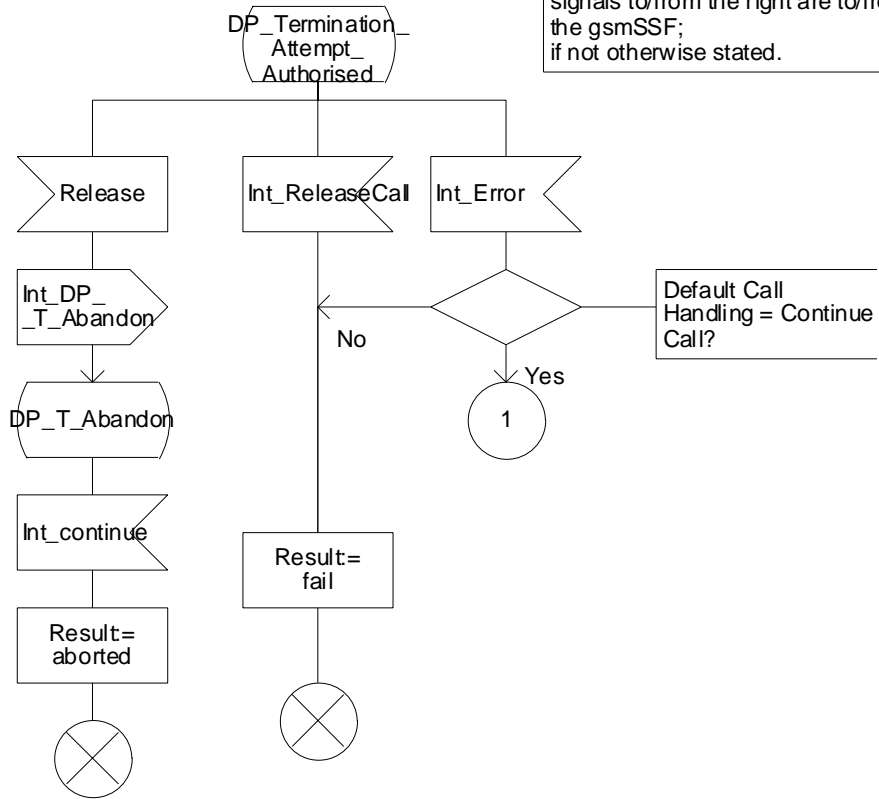 signals to/from the right are to/fro
the gsmSSF;
if not otherwise stated.
DP_Termination_
Attempt_
Authorised
Release
Int_ReleaseCall
Int_Error
Int_DP_
_T_Abandon
No
Default Call
Handling = Continue
Call?
Yes
DP_T_Abandon
1
Int_continue
Result:=
fail
Result:=
aborted